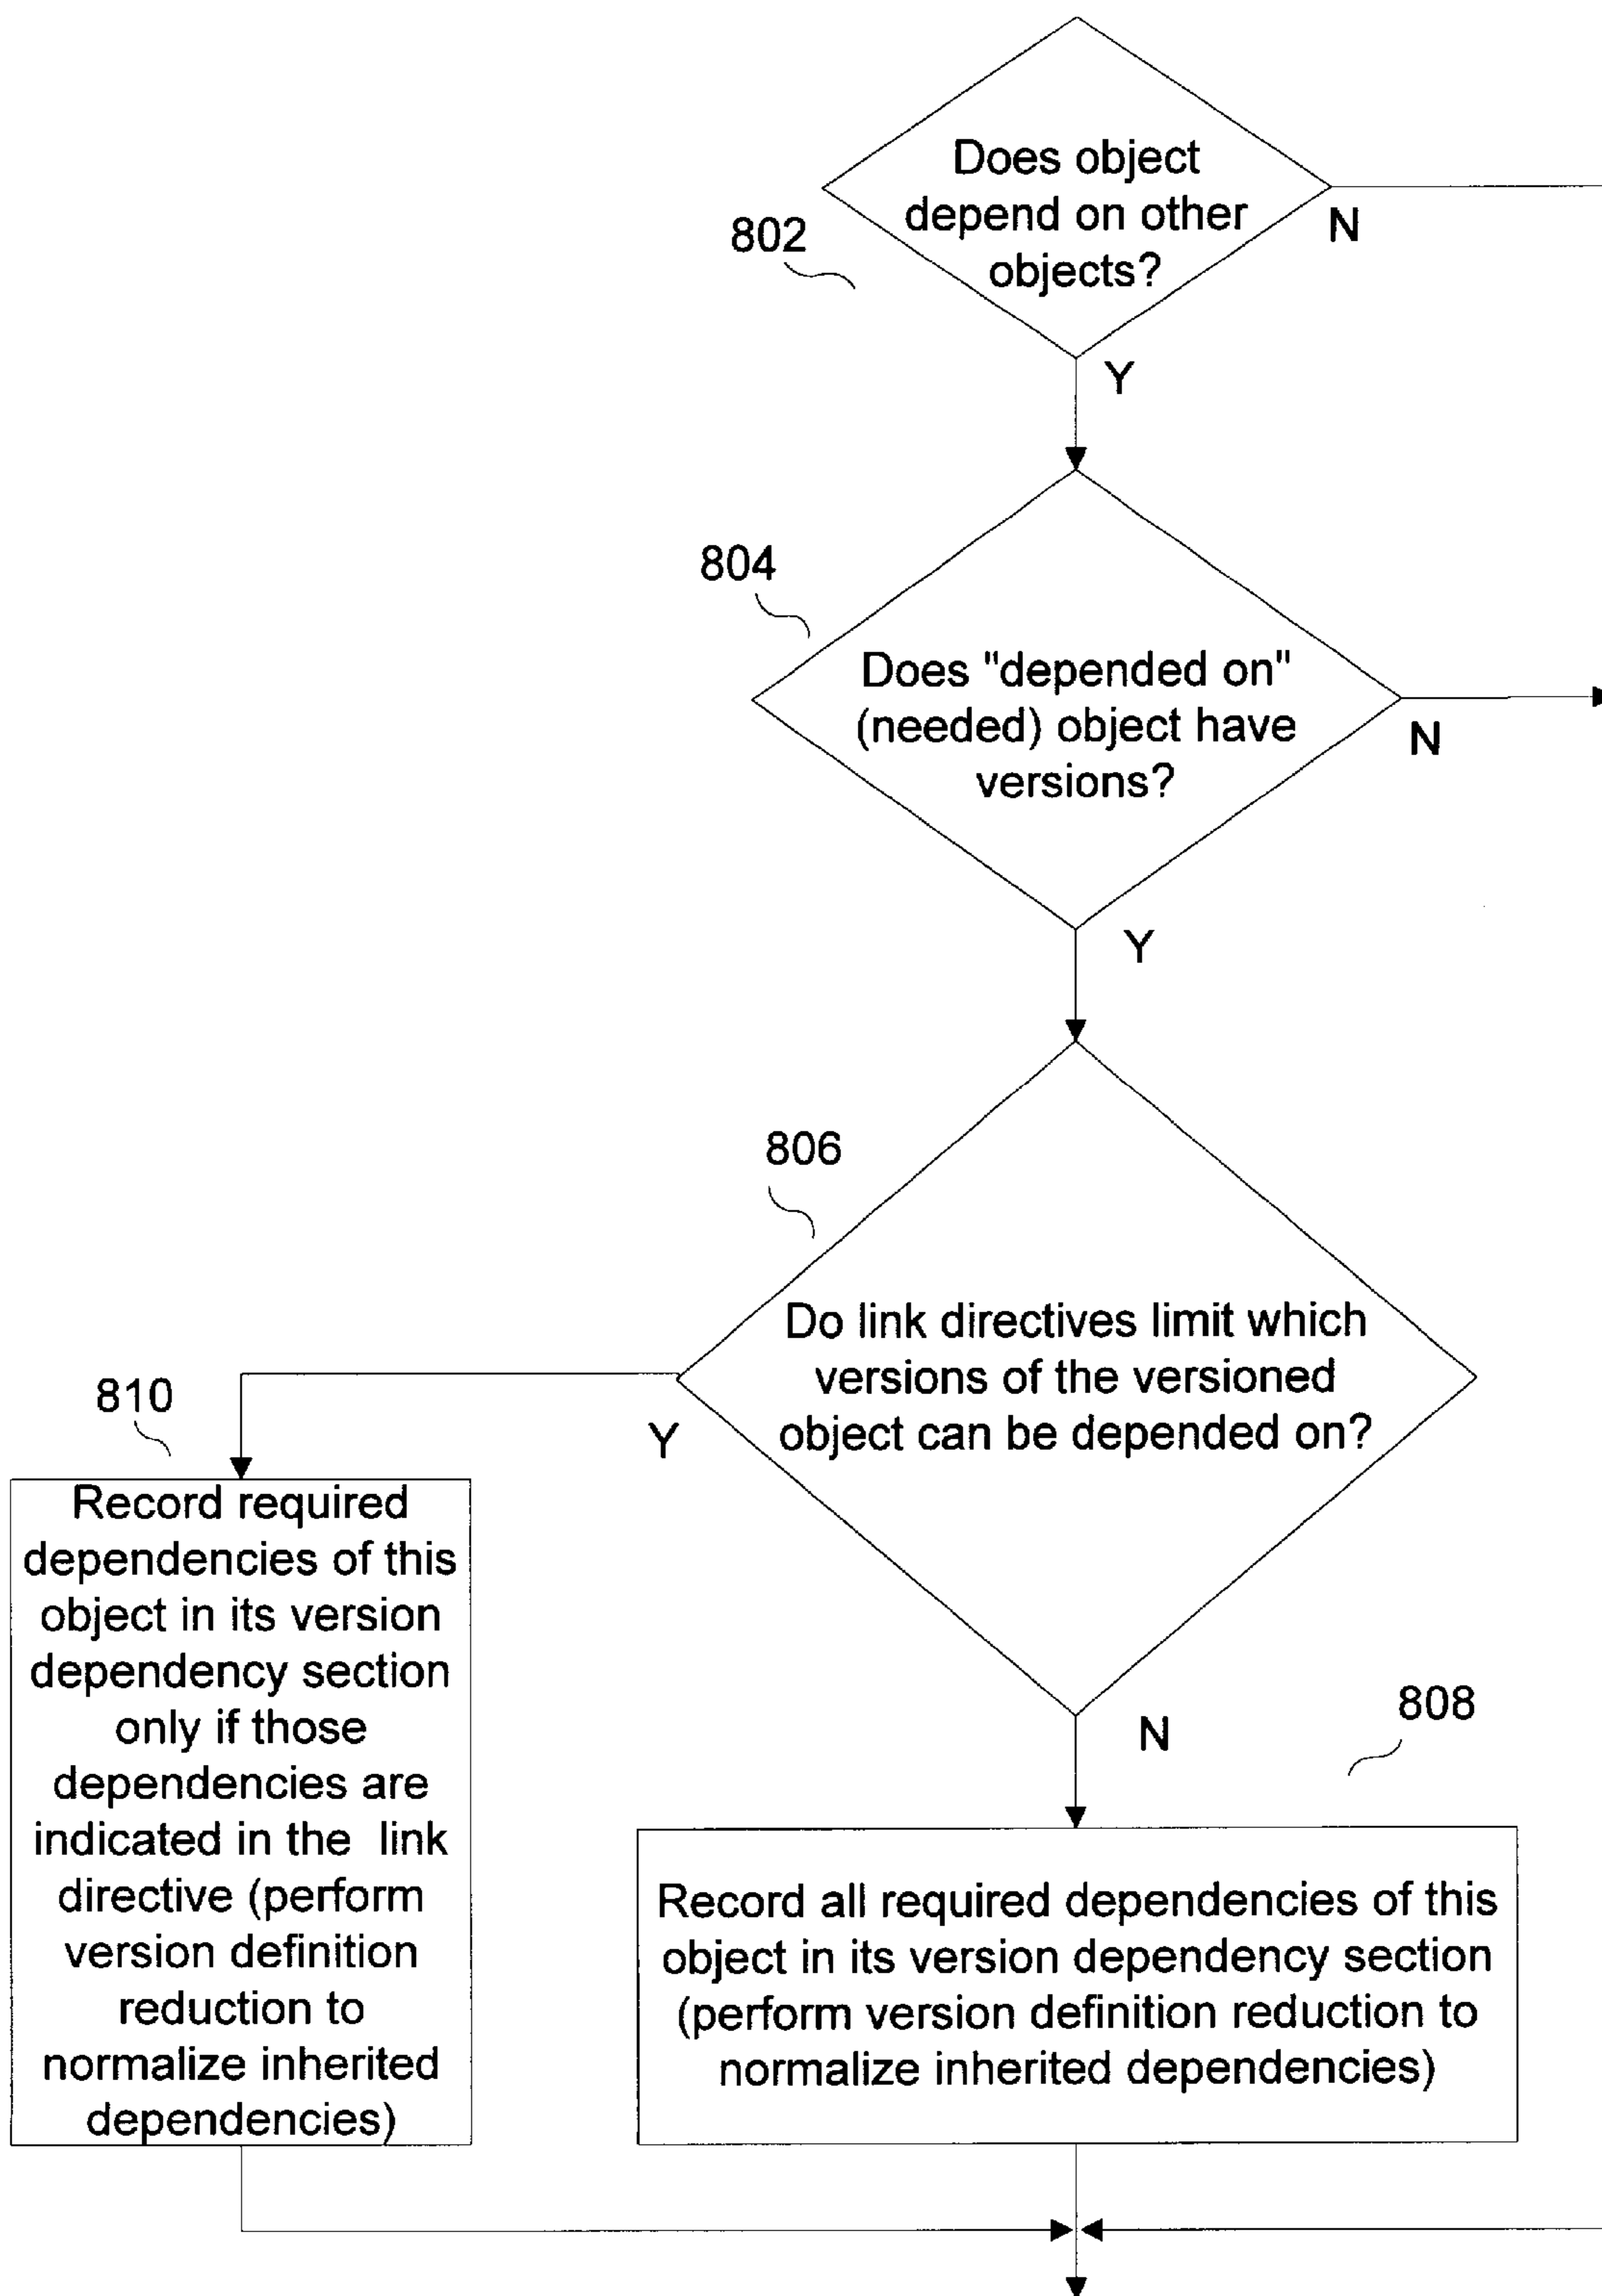 Does object
depend on other
objects?
802
N
Y
804
Does "depended on"
(needed) object have
versions?
N
Y
806
Do link directives limit which
versions of the versioned
object can be depended on?
Y
N
810
Record required
dependencies of this
object in its version
dependency section
only if those
dependencies are
indicated in the link
directive (perform
version definition
reduction to
normalize inherited
dependencies)
808
Record all required dependencies of this
object in its version dependency section
(perform version definition reduction to
normalize inherited dependencies)